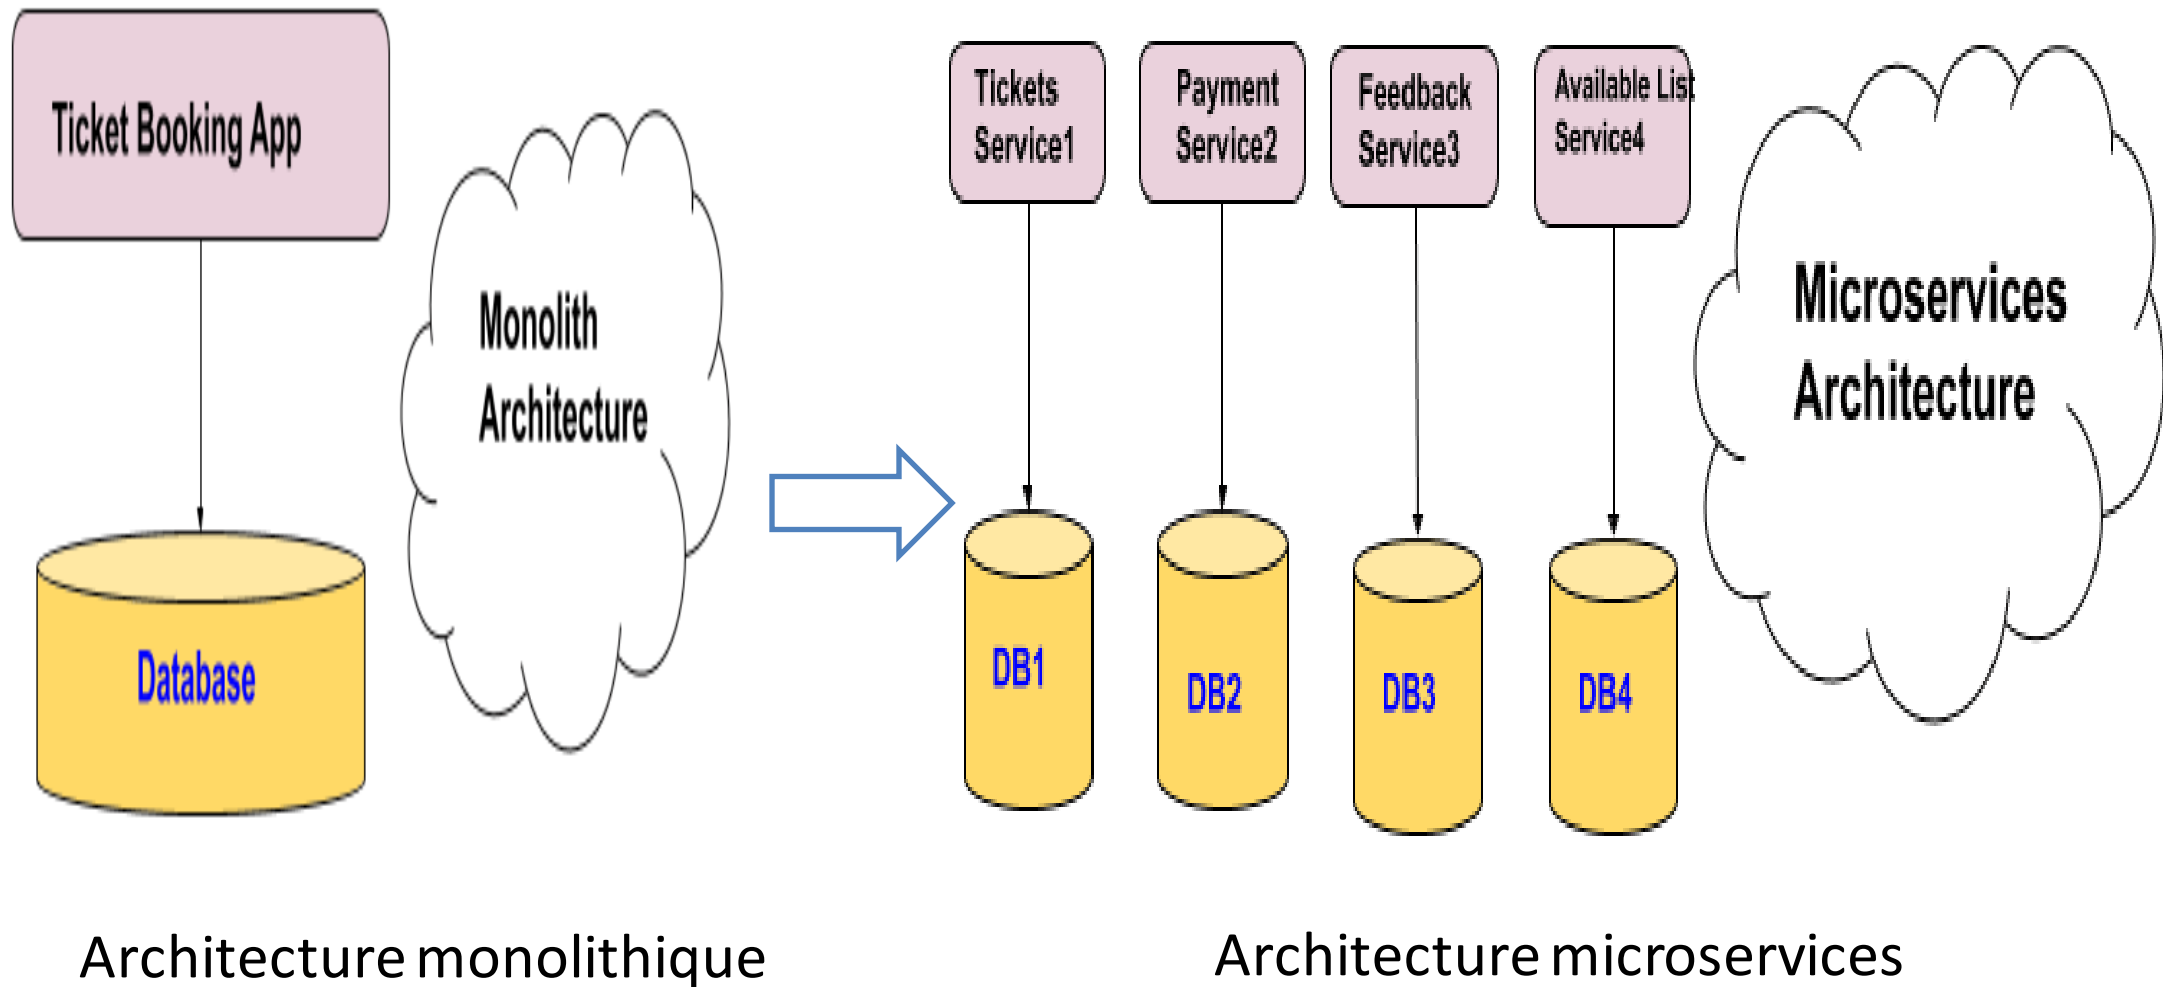 Ticket Booking App
Monolith
Architecture
Database
Architecture monolithique
Tickets
Service1
Payment
Service2
Feedback
Service3
Available List
Service4
Microservices
Architecture
DB1
DB2
DB3
DB4
Architecture microservices